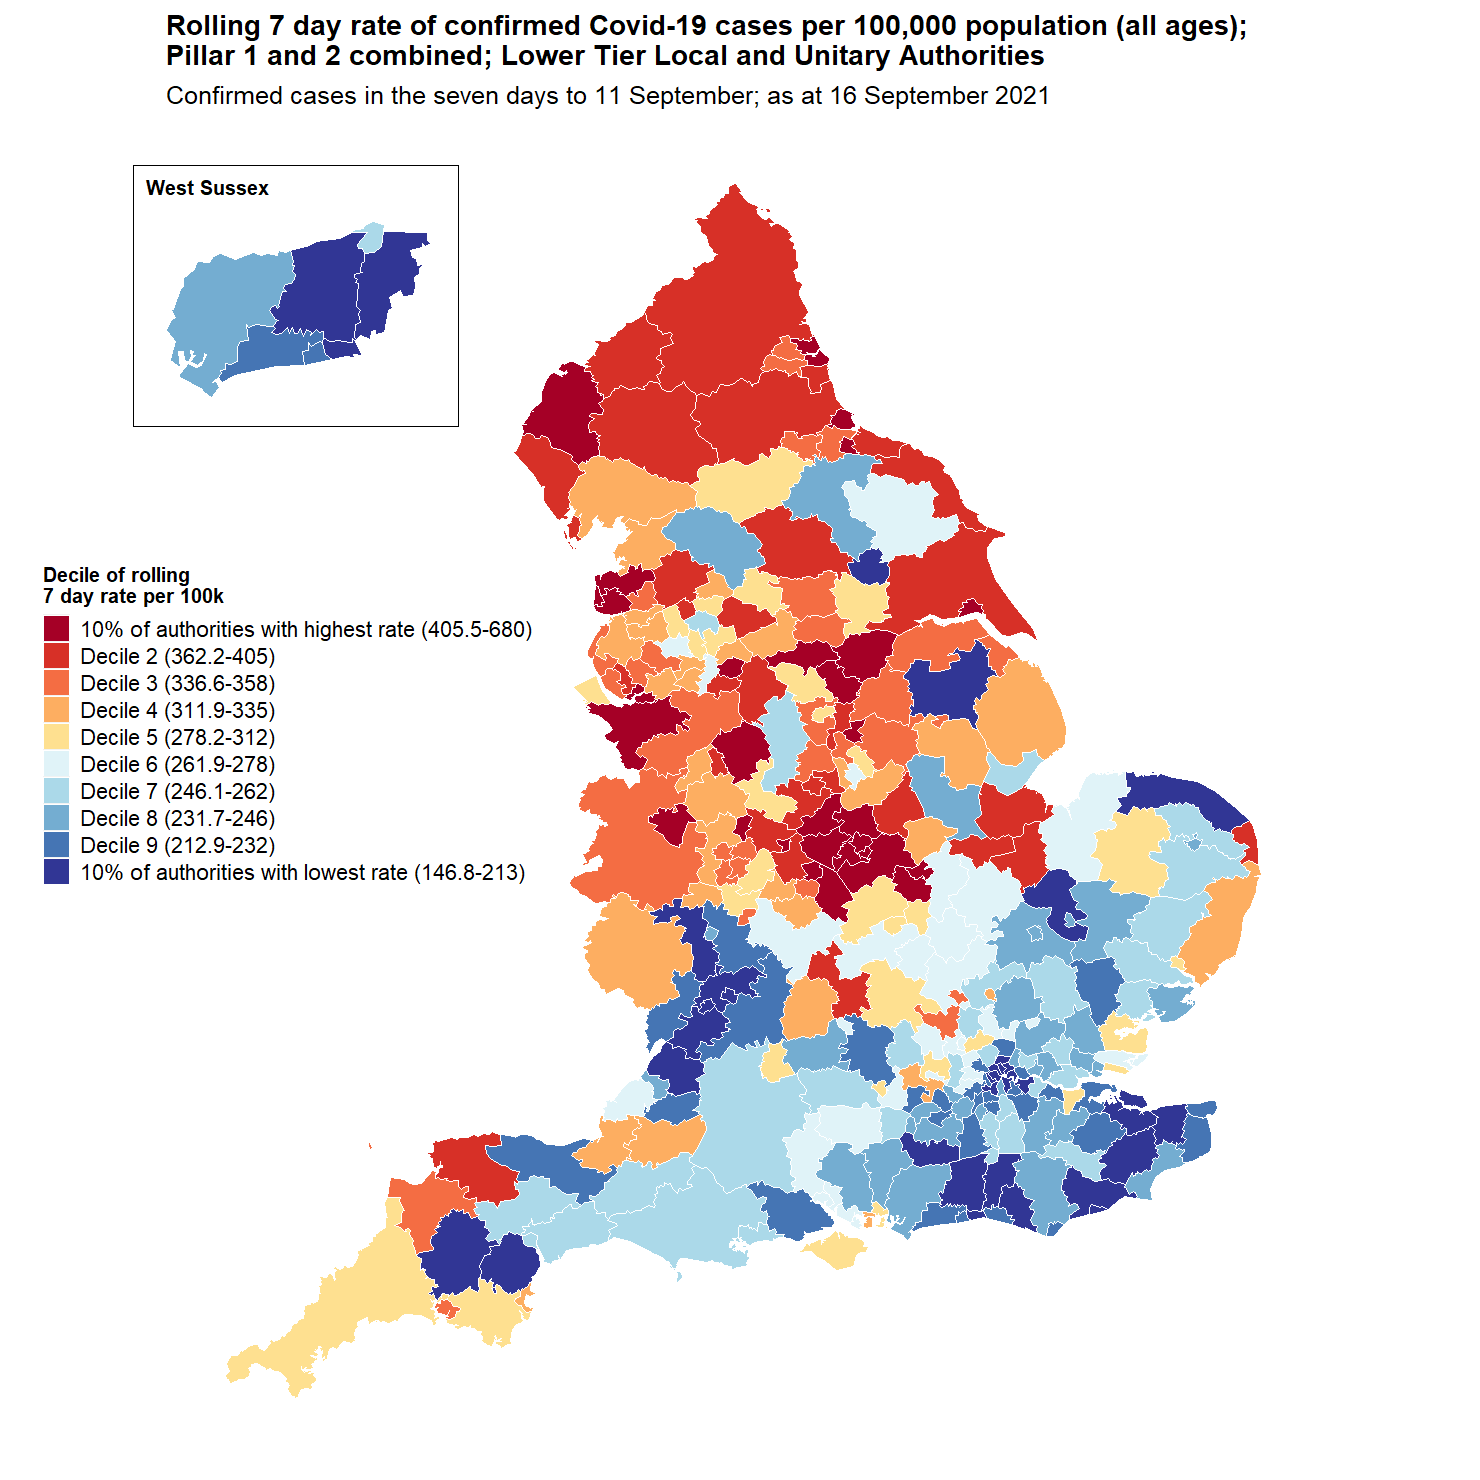 Rolling 7 day rate of confirmed Covid-19 cases per 100,000 population (all ages);
Pillar 1 and 2 combined; Lower Tier Local and Unitary Authorities
Confirmed cases in the seven days to 11 September; as at 16 September 2021
West Sussex
Decile of rolling
7 day rate per 100k
10% of authorities with highest rate (405.5-680)
Decile 2 (362.2-405)
Decile 3 (336.6-358)
Decile 4 (311.9-335)
Decile 5 (278.2-312)
Decile 6 (261.9-278)
Decile 7 (246.1-262)
Decile 8 (231.7-246)
Decile 9 (212.9-232)
10% of authorities with lowest rate (146.8-213)